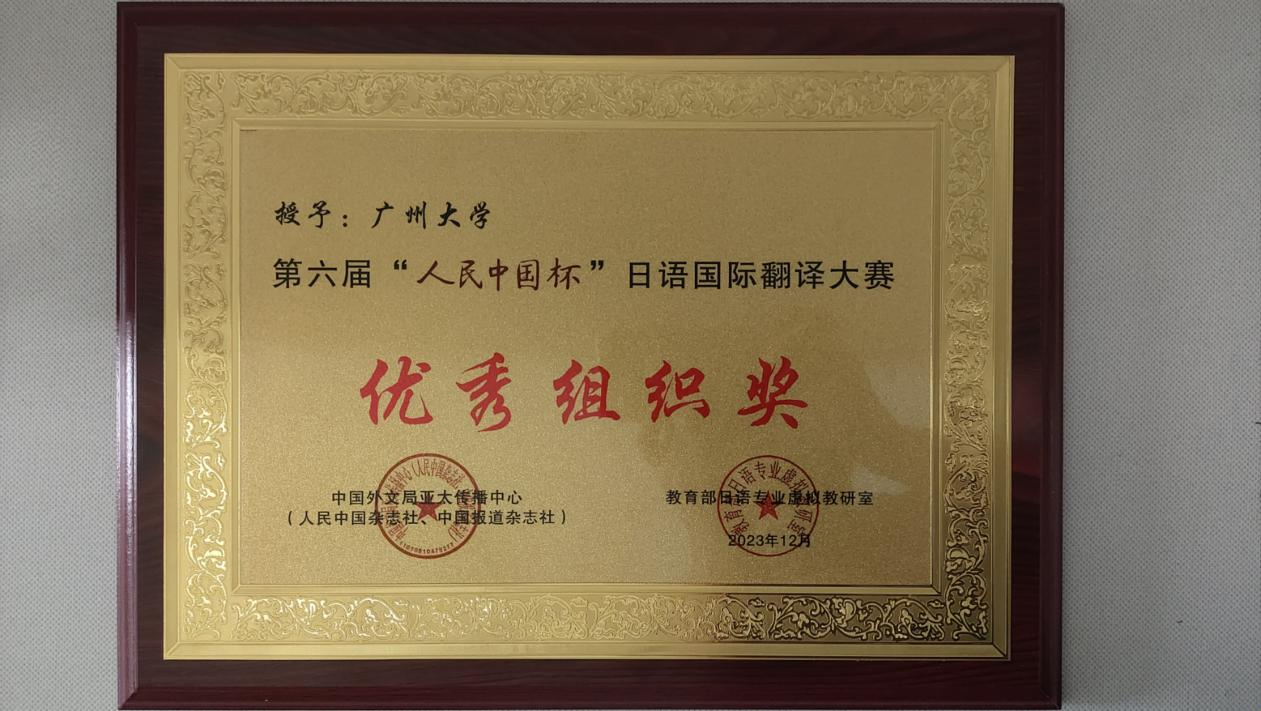 授予：广州大学
第六届“人民中国杯”日语国际翻译大赛
优秀组织奖
中国外文局亚太传播中心
（人民中国杂志社、中国报道杂志社）
教育部日语专业虚拟教研室
2023年12月